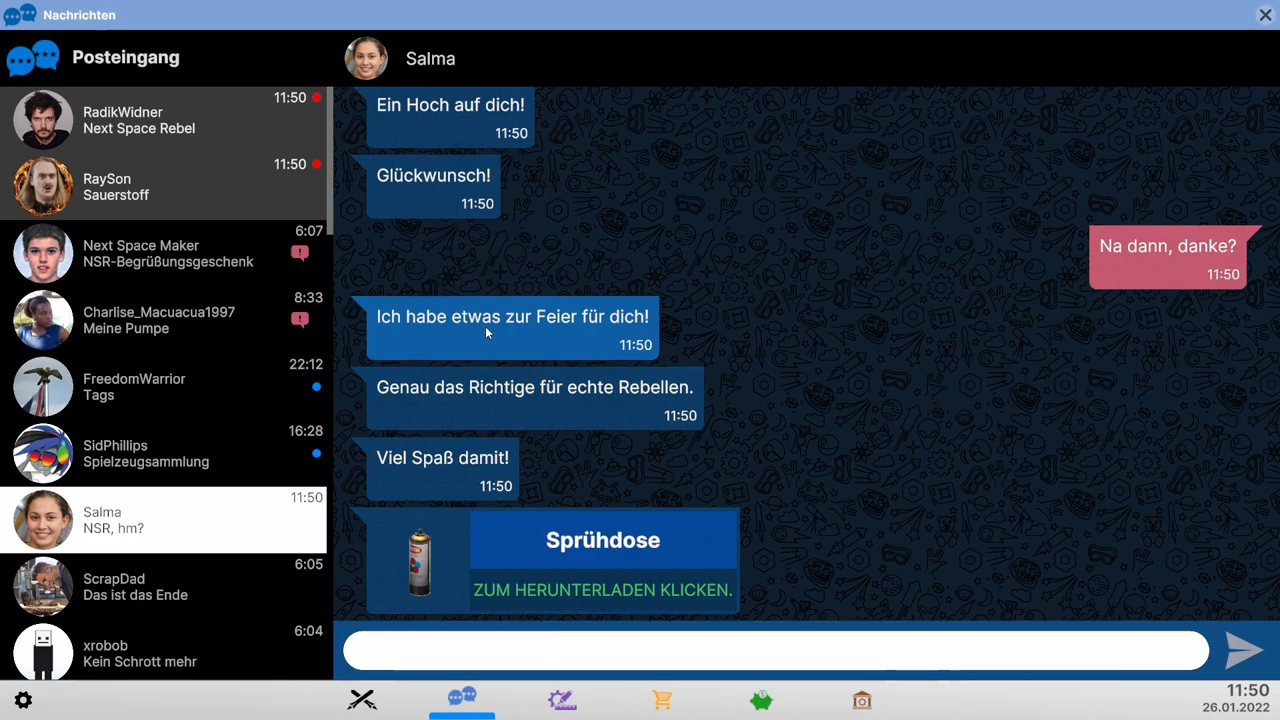 Nachrichten
Posteingang
RadikWidner
Next Space Rebel
11:50
RaySon
Sauerstoff
11:50
Next Space Maker
NSR-Begrüßungsgeschenk
6:07
Charlise_Macuacua1997
Meine Pumpe
8:33
FreedomWarrior
Tags
22:12
SidPhillips
Spielzeugsammlung
16:28
Salma
NSR, hm?
11:50
ScrapDad
Das ist das Ende
6:05
xrobob
Kein Schrott mehr
6:04
Salma
Ein Hoch auf dich!
11:50
Glückwunsch!
11:50
Na dann, danke?
11:50
Ich habe etwas zur Feier für dich!
11:50
Genau das Richtige für echte Rebellen.
11:50
Viel Spaß damit!
11:50
Sprühdose
ZUM HERUNTERLADEN KLICKEN.
11:50
26.01.2022